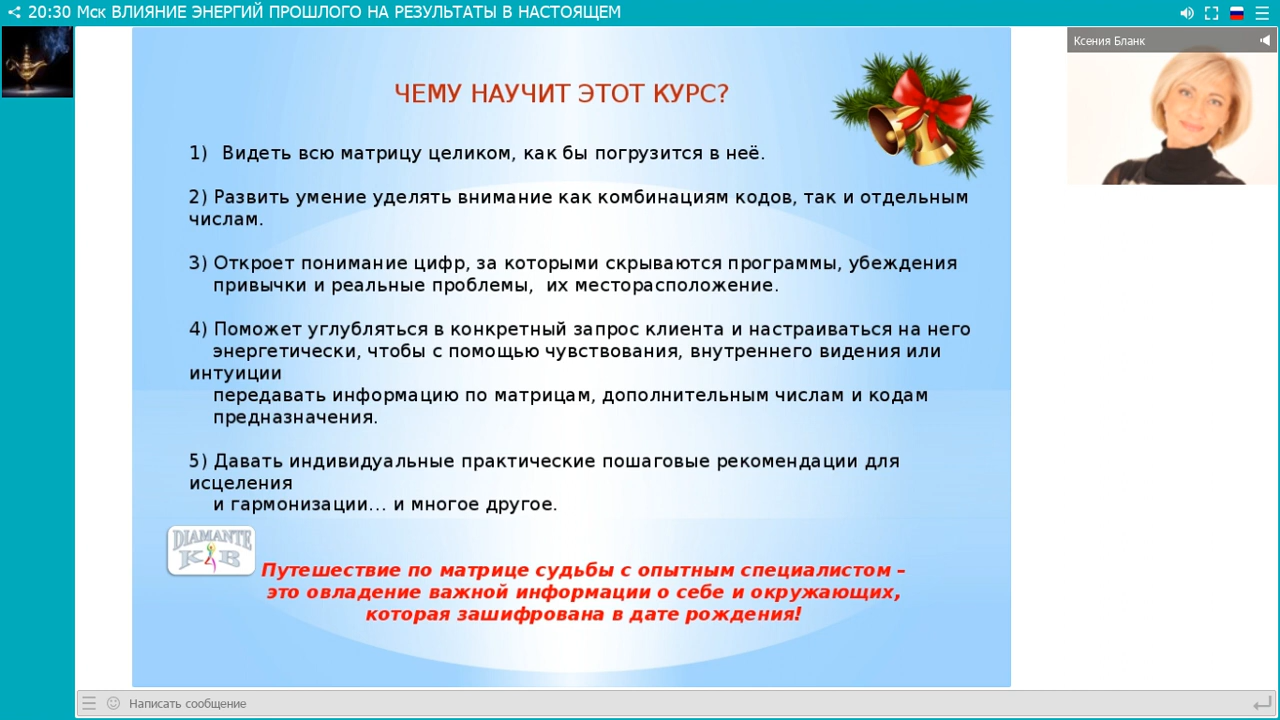 20:30 Мск ВЛИЯНИЕ ЭНЕРГИЙ ПРОШЛОГО НА РЕЗУЛЬТАТЫ В НАСТОЯЩЕМ
Ксения Бланк
ЧЕМУ НАУЧИТ ЭТОТ КУРС?
1) Видеть всю матрицу целиком, как бы погрузится в неё.
2) Развить умение уделять внимание как комбинациям кодов, так и отдельным
числам.
3) Откроет понимание цифр, за которыми скрываются программы, убеждения
привычки и реальные проблемы, их месторасположение.
4) Поможет углубляться в конкретный запрос клиента и настраиваться на него
энергетически, чтобы с помощью чувствования, внутреннего видения или
интуиции
передавать информацию по матрицам, дополнительным числам и кодам
предназначения.
5) Давать индивидуальные практические пошаговые рекомендации для
исцеления
и гармонизации... и многое другое.
DIAMANTE
K B
Путешествие по матрице судьбы с опытным специалистом –
это овладение важной информации о себе и окружающих,
которая зашифрована в дате рождения!
Написать сообщение